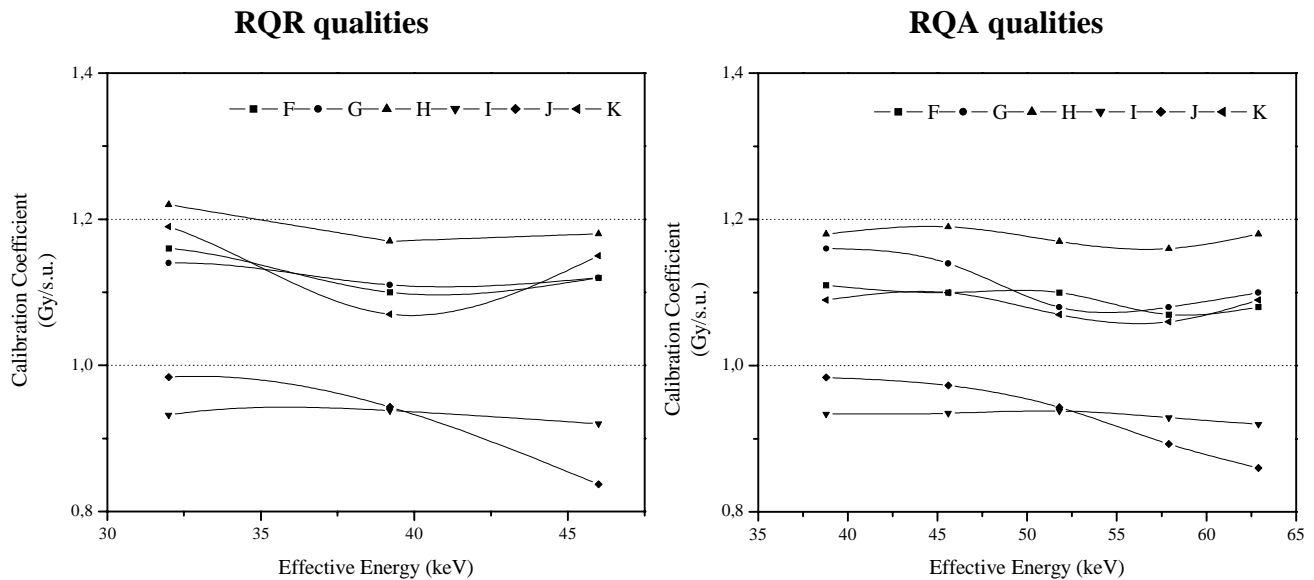 RQR qualities
1,4
F G H I J K
1,2
1,0
0,8
30 35 40 45
Effective Energy (keV)
Calibration Coefficient
(Gy/s.u.)
RQA qualities
1,4
F G H I J K
1,2
1,0
0,8
35 40 45 50 55 60 65
Effective Energy (keV)
Calibration Coefficient
(Gy/s.u.)